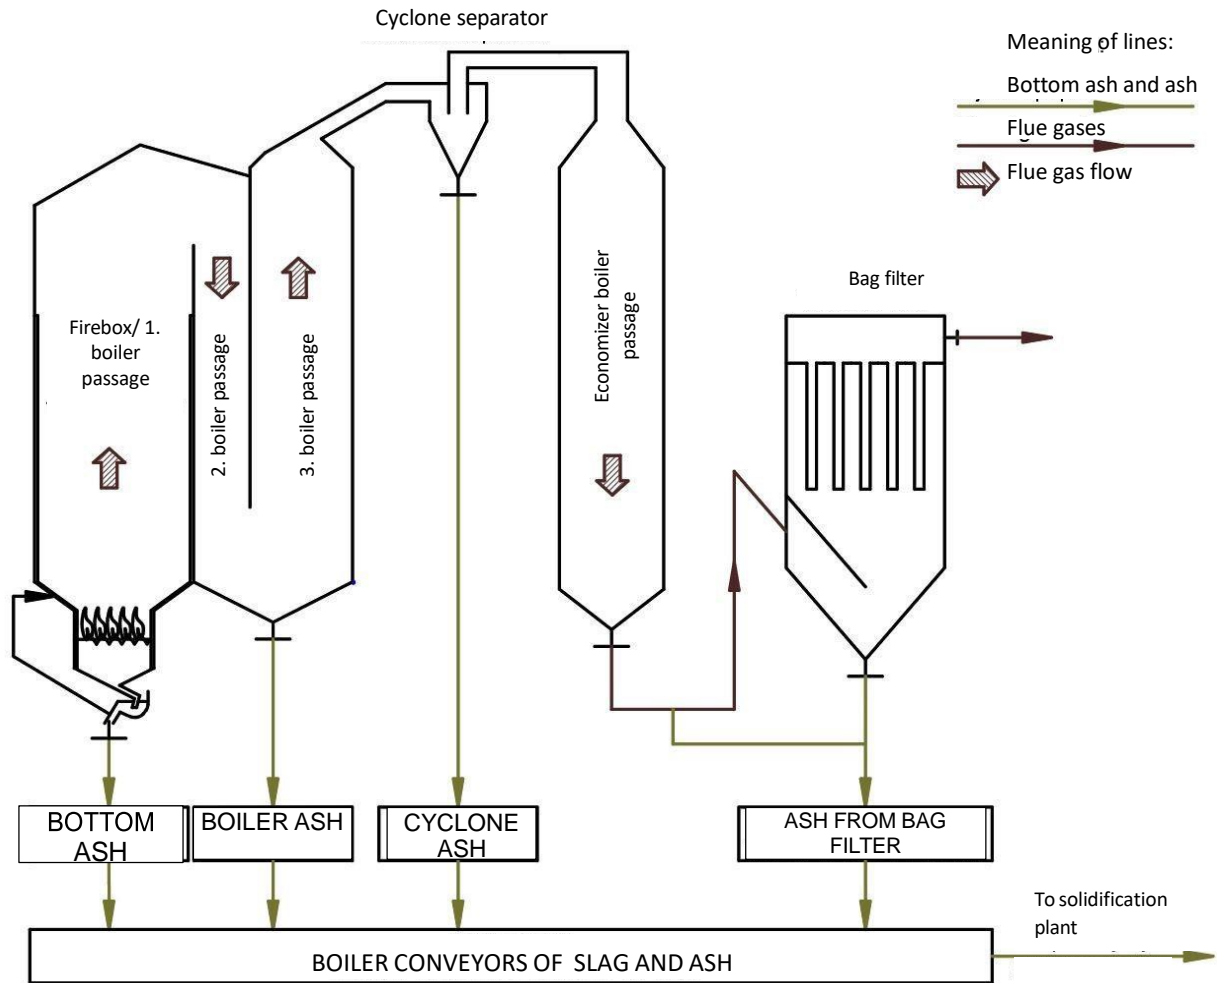 Cyclone separator
Meaning of lines:
Bottom ash and ash
Flue gases
Flue gas flow
Firebox/ 1.
boiler
passage
2. boiler passage
3. boiler passage
Economizer boiler
passage
Bag filter
BOTTOM
ASH
BOILER ASH
CYCLONE
ASH
ASH FROM BAG
FILTER
To solidification
plant
BOILER CONVEYORS OF SLAG AND ASH